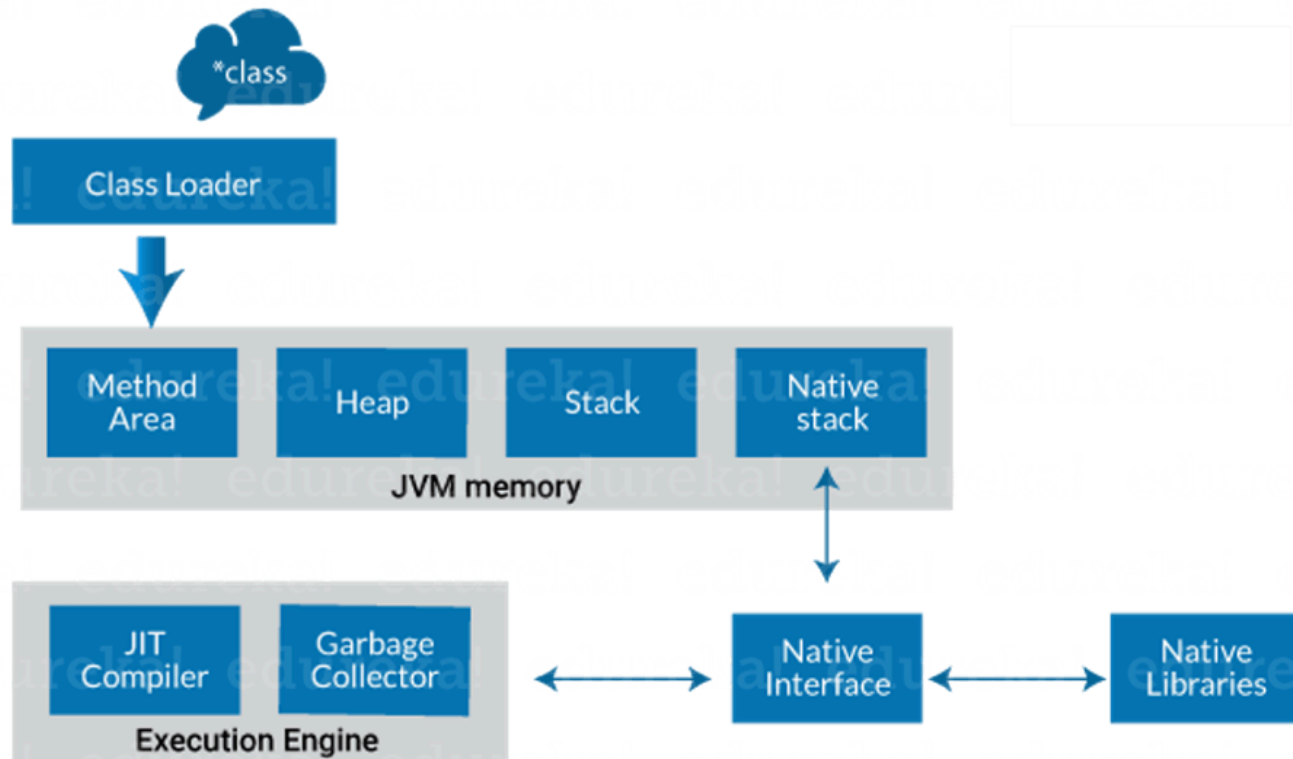 *class
Class Loader
Method
Area
Heap
Stack
Native
stack
JVM memory
JIT
Compiler
Garbage
Collector
Execution Engine
Native
Interface
Native
Libraries
edureka!